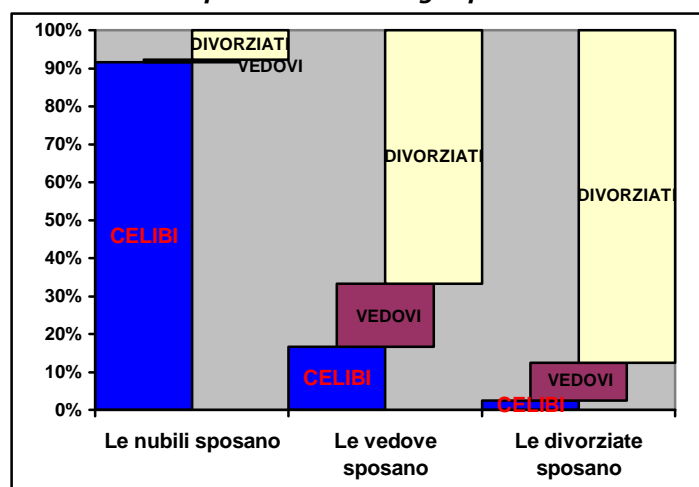 100%
90%
80%
70%
60%
50%
40%
30%
20%
10%
0%
DIVORZIATI
VEDOVI
CELIBI
DIVORZIATI
VEDOVI
CELIBI
DIVORZIATI
VEDOVI
CELIBI
Le nubili sposano
Le vedove
sposano
Le divorziate
sposano